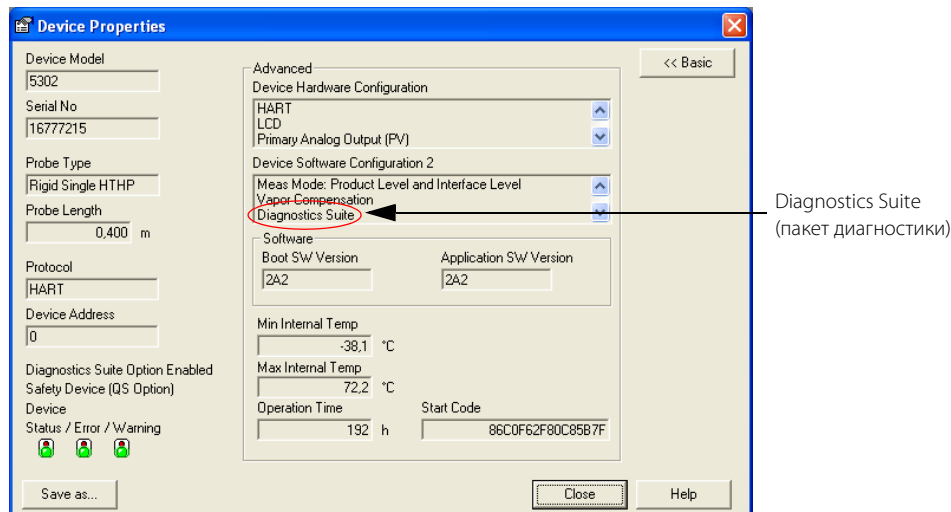 Device Properties
Device Model
5302
Serial No
16777215
Probe Type
Rigid Single HTHP
Probe Length
0,400 m
Protocol
HART
Device Address
0
Diagnostics Suite Option Enabled
Safety Device (QS Option)
Device
Status / Error / Warning
Advanced
Device Hardware Configuration
HART
LCD
Primary Analog Output (PV)
Device Software Configuration 2
Meas Mode: Product Level and Interface Level
Vapor Compensation
Diagnostics Suite
Software
Boot SW Version
2A2
Application SW Version
2A2
Min Internal Temp
-38,1 °C
Max Internal Temp
72,2 °C
Operation Time
192 h
Start Code
86C0F62F80C85B7F
<< Basic
Save as...
Close
Help
Diagnostics Suite
(пакет диагностики)